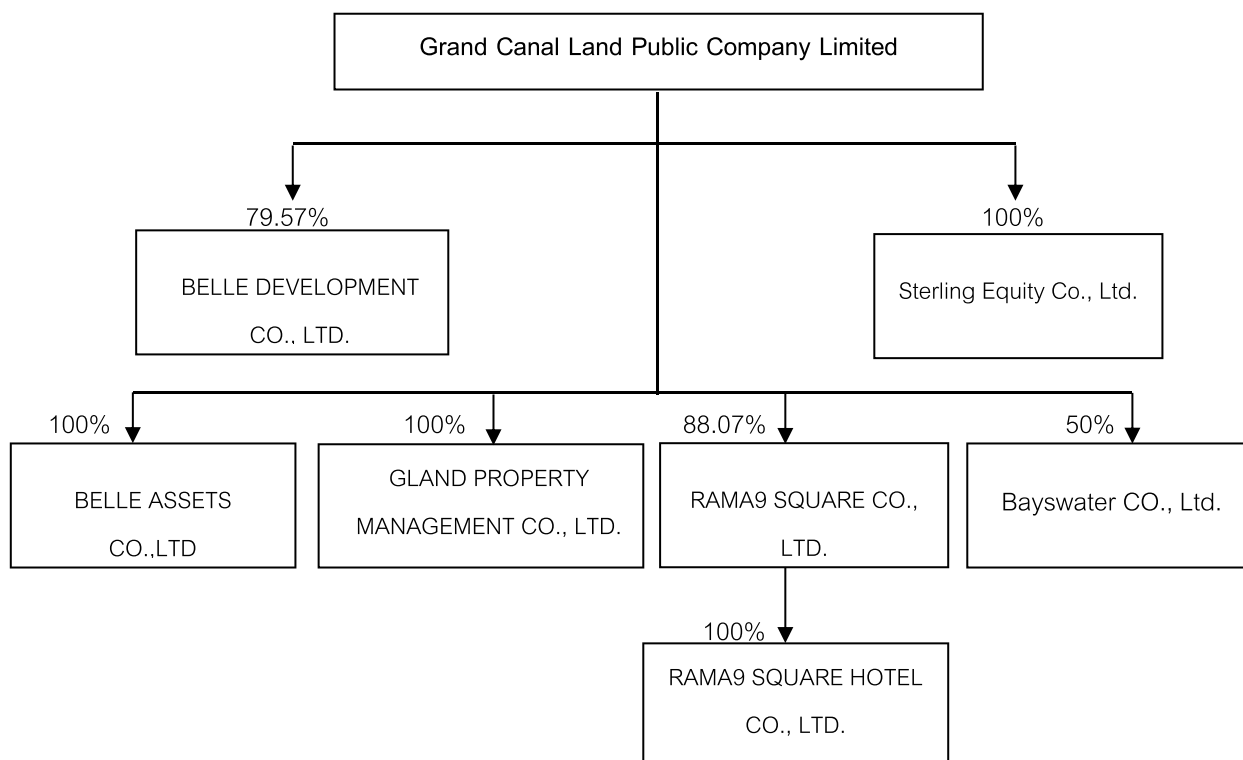 Grand Canal Land Public Company Limited
79.57%
BELLE DEVELOPMENT
CO., LTD.
100%
Sterling Equity Co., Ltd.
100%
BELLE ASSETS
CO.,LTD
100%
GLAND PROPERTY
MANAGEMENT CO., LTD.
88.07%
RAMA9 SQUARE CO.,
LTD.
50%
Bayswater CO., Ltd.
100%
RAMA9 SQUARE HOTEL
CO., LTD.